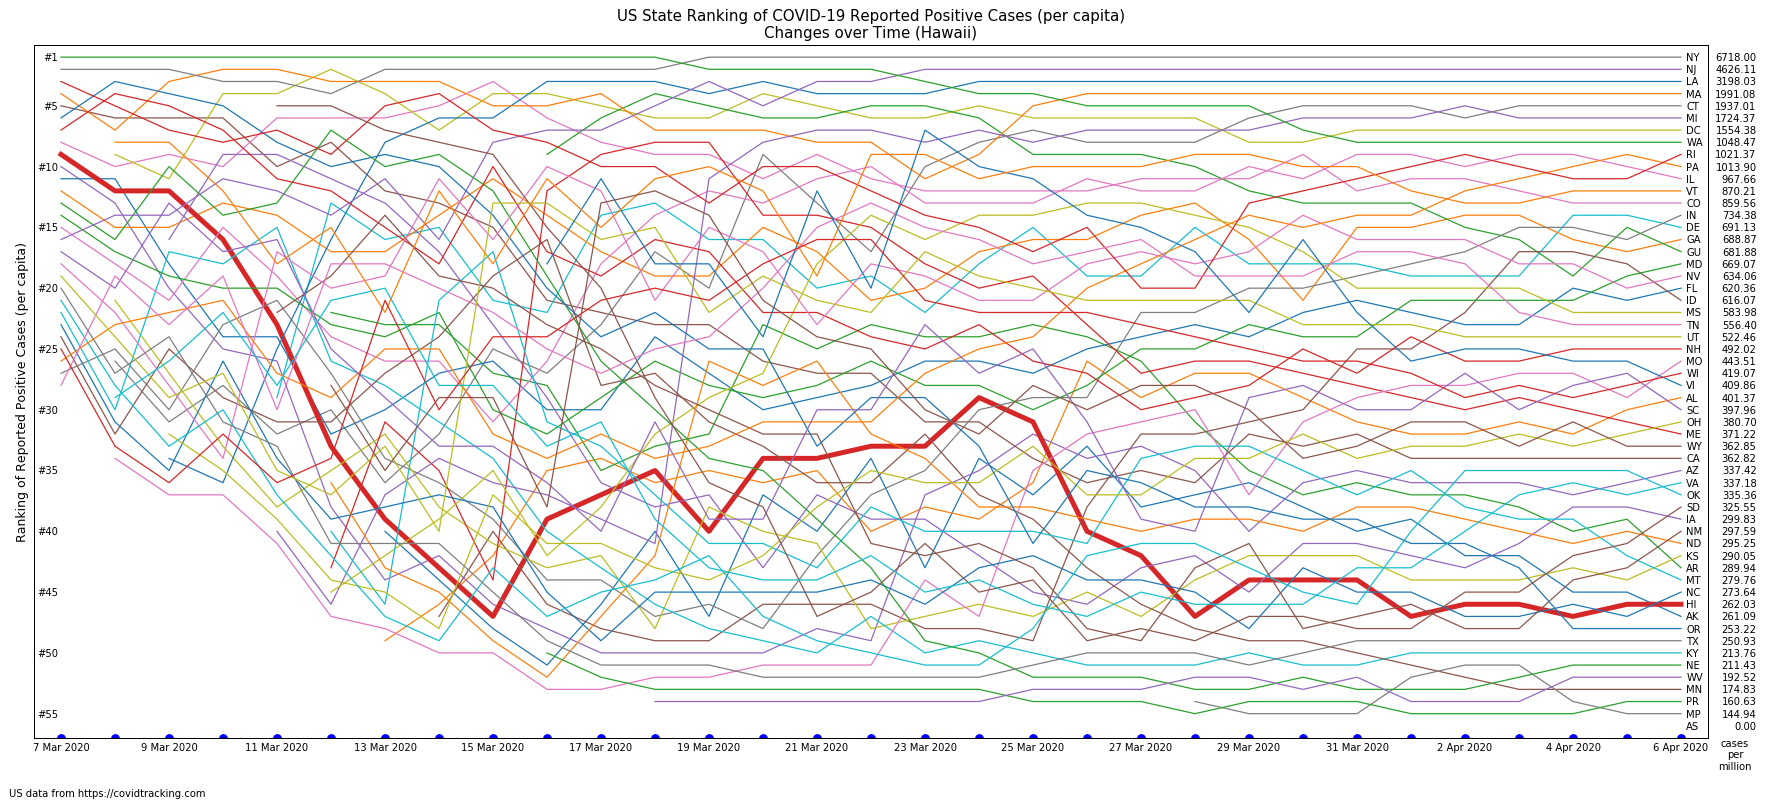 US State Ranking of COVID-19 Reported Positive Cases (per capita)
Changes over Time (Hawaii)
Ranking of Reported Positive Cases (per capita)
#1
#5
#10
#15
#20
#25
#30
#35
#40
#45
#50
#55
NY 6718.00
NJ 4626.11
LA 3198.03
MA 1991.08
CT 1937.01
MI 1724.37
DC 1554.38
WA 1048.47
RI 1021.37
PA 1013.90
IL 967.66
VT 870.21
CO 859.56
IN 734.38
DE 691.13
GA 688.87
GU 681.88
MD 669.07
NV 634.06
FL 620.36
ID 616.07
MS 583.98
TN 556.40
UT 522.46
NH 492.02
MO 443.51
WI 419.07
VI 409.86
AL 401.37
SC 397.96
OH 380.70
ME 371.22
WY 362.85
CA 362.82
AZ 337.42
VA 337.18
OK 335.36
SD 325.55
IA 299.83
NM 297.59
ND 295.25
KS 290.05
AR 289.94
MT 279.76
NC 273.64
HI 262.03
AK 261.09
OR 253.22
TX 250.93
KY 213.76
NE 211.43
WV 192.52
MN 174.83
PR 160.63
MP 144.94
AS 0.00
7 Mar 2020 9 Mar 2020 11 Mar 2020 13 Mar 2020 15 Mar 2020 17 Mar 2020 19 Mar 2020 21 Mar 2020 23 Mar 2020 25 Mar 2020 27 Mar 2020 29 Mar 2020 31 Mar 2020 2 Apr 2020 4 Apr 2020 6 Apr 2020
cases
per
million
US data from https://covidtracking.com